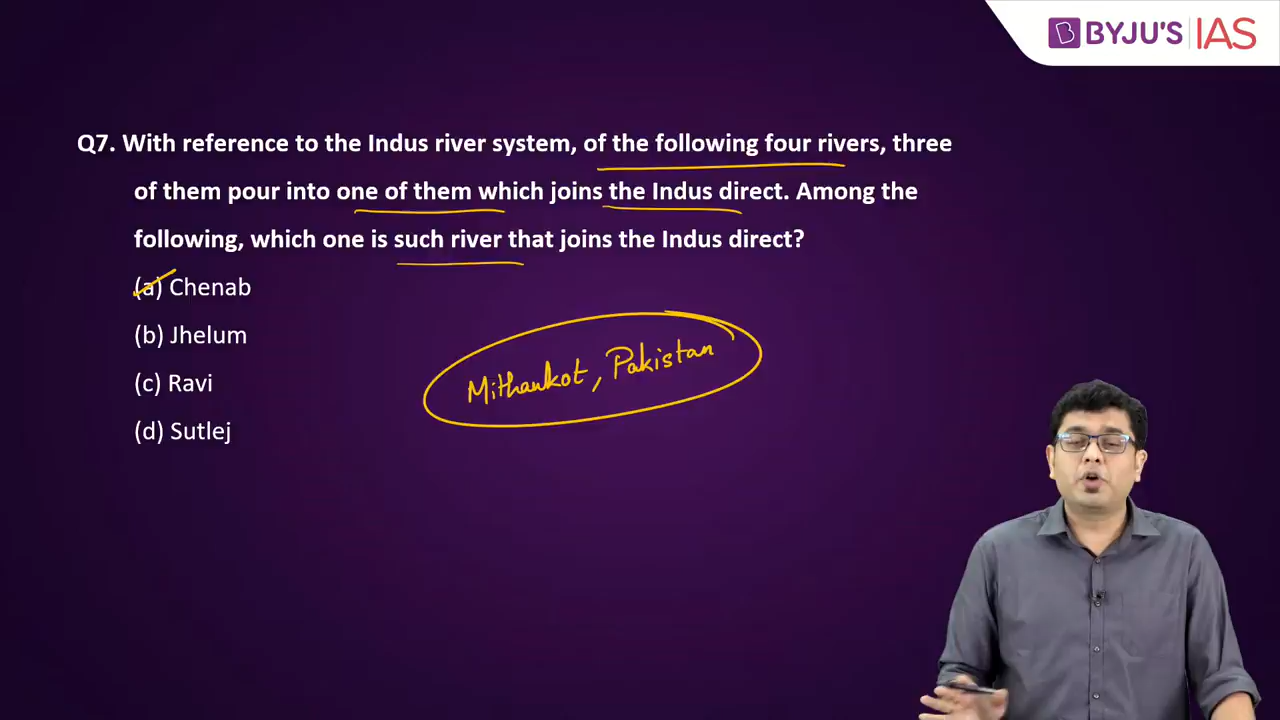 BYJU'S IAS
Q7. With reference to the Indus river system, of the following four rivers, three
of them pour into one of them which joins the Indus direct. Among the
following, which one is such river that joins the Indus direct?
(a) Chenab
(b) Jhelum
(c) Ravi
(d) Sutlej
Mithankot, Pakistan